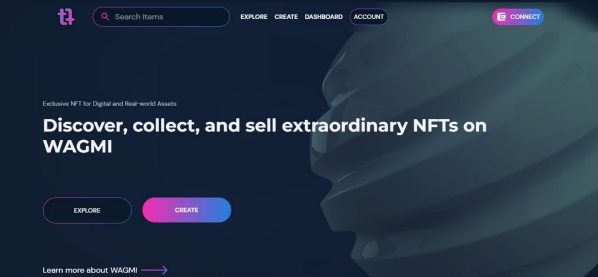 Search Items
EXPLORE CREATE DASHBOARD ACCOUNT
CONNECT
Exclusive NFT for Digital and Real-world Assets
Discover, collect, and sell extraordinary NFTs on
WAGMI
EXPLORE
CREATE
Learn more about WAGMI